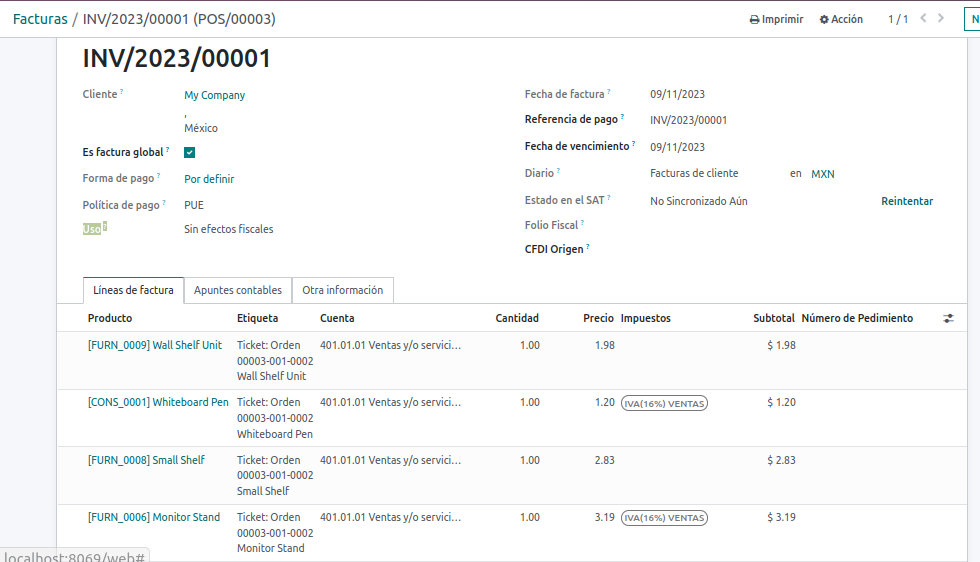 Facturas / INV/2023/00001 (POS/00003)
Imprimir Acción 1 / 1 N
INV/2023/00001
Cliente ? My Company
,
México
Es factura global ?
Forma de pago ? Por definir
Política de pago ? PUE
Uso ? Sin efectos fiscales
Fecha de factura ? 09/11/2023
Referencia de pago ? INV/2023/00001
Fecha de vencimiento ? 09/11/2023
Diario ? Facturas de cliente en MXN
Estado en el SAT ? No Sincronizado Aún Reintentar
Folio Fiscal ?
CFDI Origen ?
Líneas de factura Apuntes contables Otra información
Producto Etiqueta Cuenta Cantidad Precio Impuestos Subtotal Número de Pedimiento
[FURN_0009] Wall Shelf Unit Ticket: Orden 401.01.01 Ventas y/o servici... 1.00 1.98 $ 1.98
00003-001-0002
Wall Shelf Unit
[CONS_0001] Whiteboard Pen Ticket: Orden 401.01.01 Ventas y/o servici... 1.00 1.20 IVA(16%) VENTAS $ 1.20
00003-001-0002
Whiteboard Pen
[FURN_0008] Small Shelf Ticket: Orden 401.01.01 Ventas y/o servici... 1.00 2.83 $ 2.83
00003-001-0002
Small Shelf
[FURN_0006] Monitor Stand Ticket: Orden 401.01.01 Ventas y/o servici... 1.00 3.19 IVA(16%) VENTAS $ 3.19
00003-001-0002
Monitor Stand
localhost:8069/web#